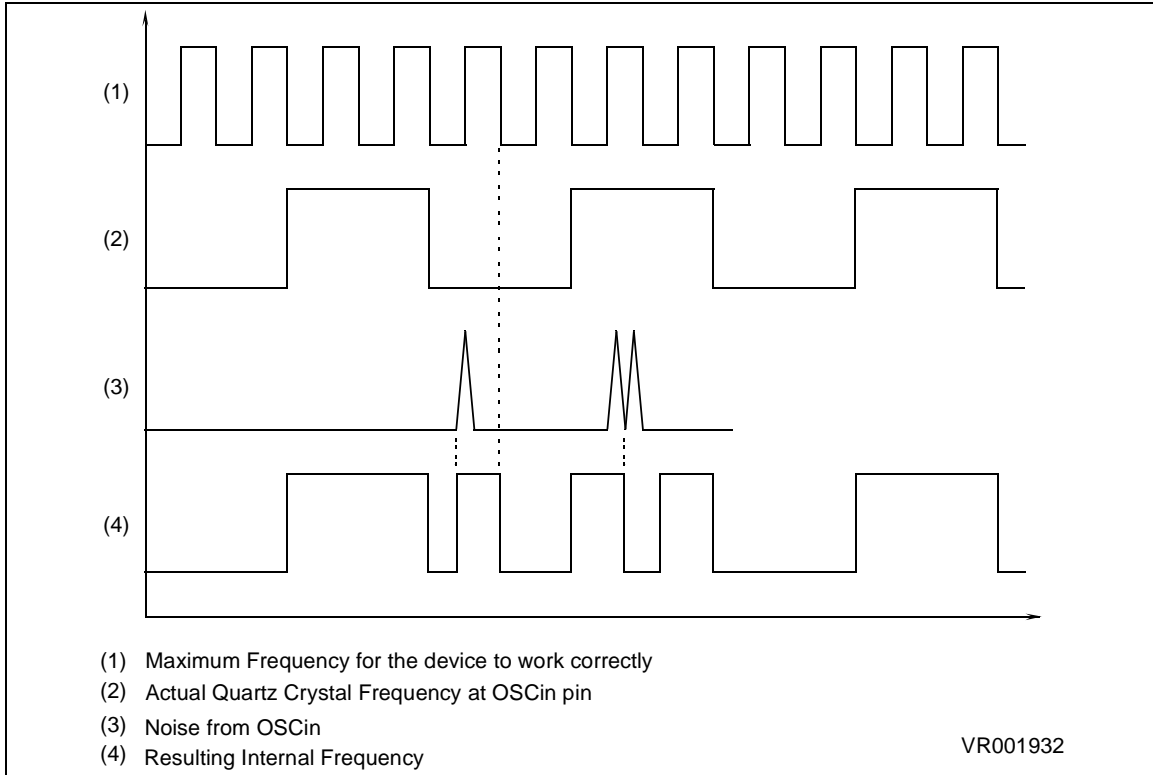 (1)
(2)
(3)
(4)
(1) Maximum Frequency for the device to work correctly
(2) Actual Quartz Crystal Frequency at OSCin pin
(3) Noise from OSCin
(4) Resulting Internal Frequency
VR001932